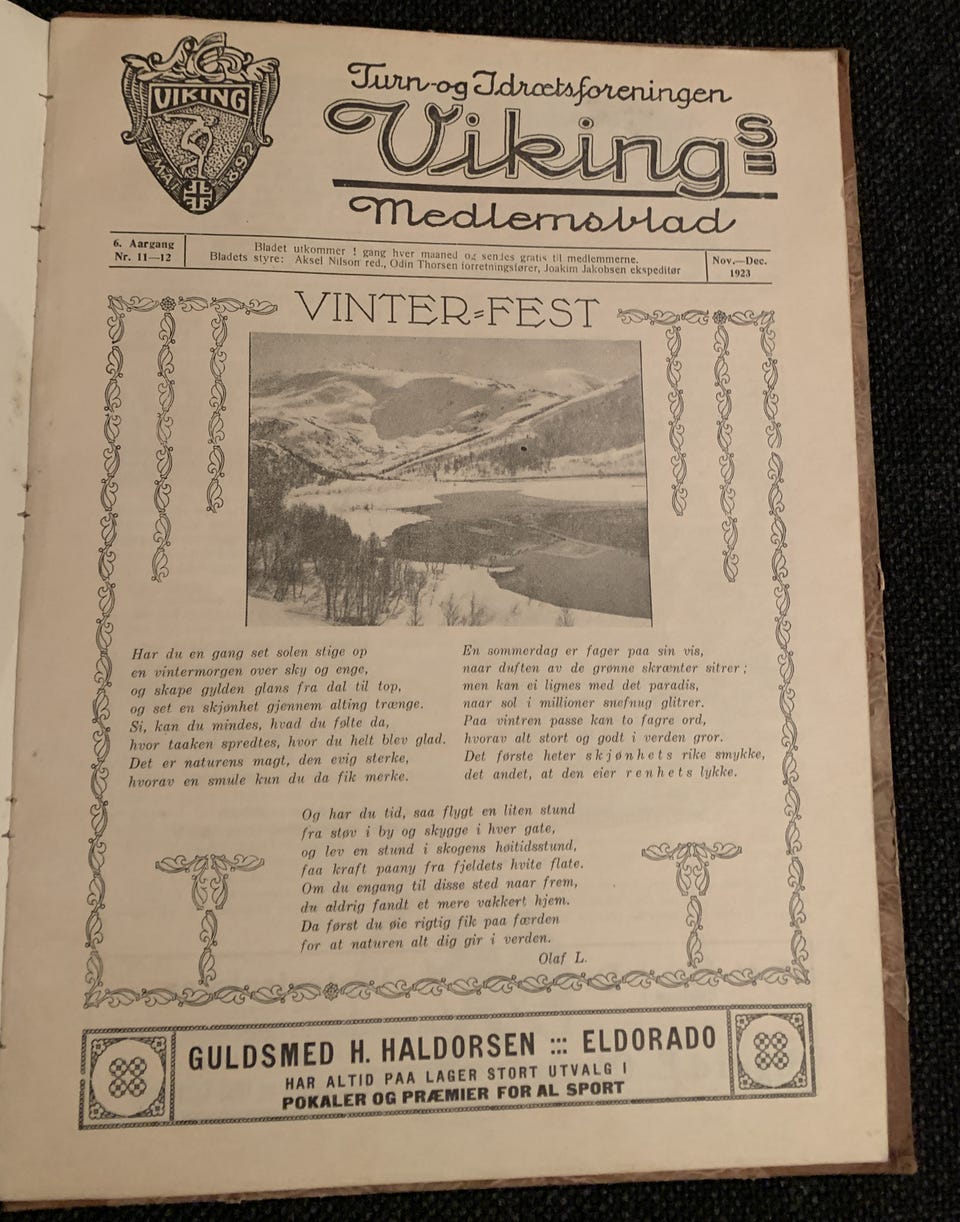 VIKING
17 MAI 1893
Turn-og Idrætsforeningen
Vikings=
Medlemsblad
6. Aargang
Nr. 11—12
Bladet utkommer 1 gang hver maaned og sendes gratis til medlemmerne.
Bladets styre: Aksel Nilson red., Odin Thorsen forretningsfører, Joakim Jakobsen ekspeditør
Nov.—Dec.
1923
VINTER=FEST
Har du en gang set solen stige op
en vintermorgen over sky og enge,
og skape gylden glans fra dal til top,
og set en skjønhet gjennem alting trænge.
Si, kan du mindes, hvad du følte da,
hvor taaken spredtes, hvor du helt blev glad.
Det er naturens magt, den evig sterke,
hvorav en smule kun du da fik merke.
En sommerdag er fager paa sin vis,
naar duften av de grønne skrænter sitrer;
men kan ei lignes med det paradis,
naar sol i millioner snefnug glitrer.
Paa vintren passe kan to fagre ord,
hvorav alt stort og godt i verden gror.
Det første heter skjønhets rike smykke,
det andet, at den eier renhets lykke.
Og har du tid, saa flygt en liten stund
fra støv i by og skygge i hver gate,
og lev en stund i skogens høitidsstund,
faa kraft paany fra fjeldets hvite flate.
Om du engang til disse sted naar frem,
du aldrig fandt et mere vakkert hjem.
Da først du øie rigtig fik paa færden
for at naturen alt dig gir i verden.
Olaf L.
GULDSMED H. HALDORSEN ::: ELDORADO
HAR ALTID PAA LAGER STORT UTVALG I
POKALER OG PRÆMIER FOR AL SPORT